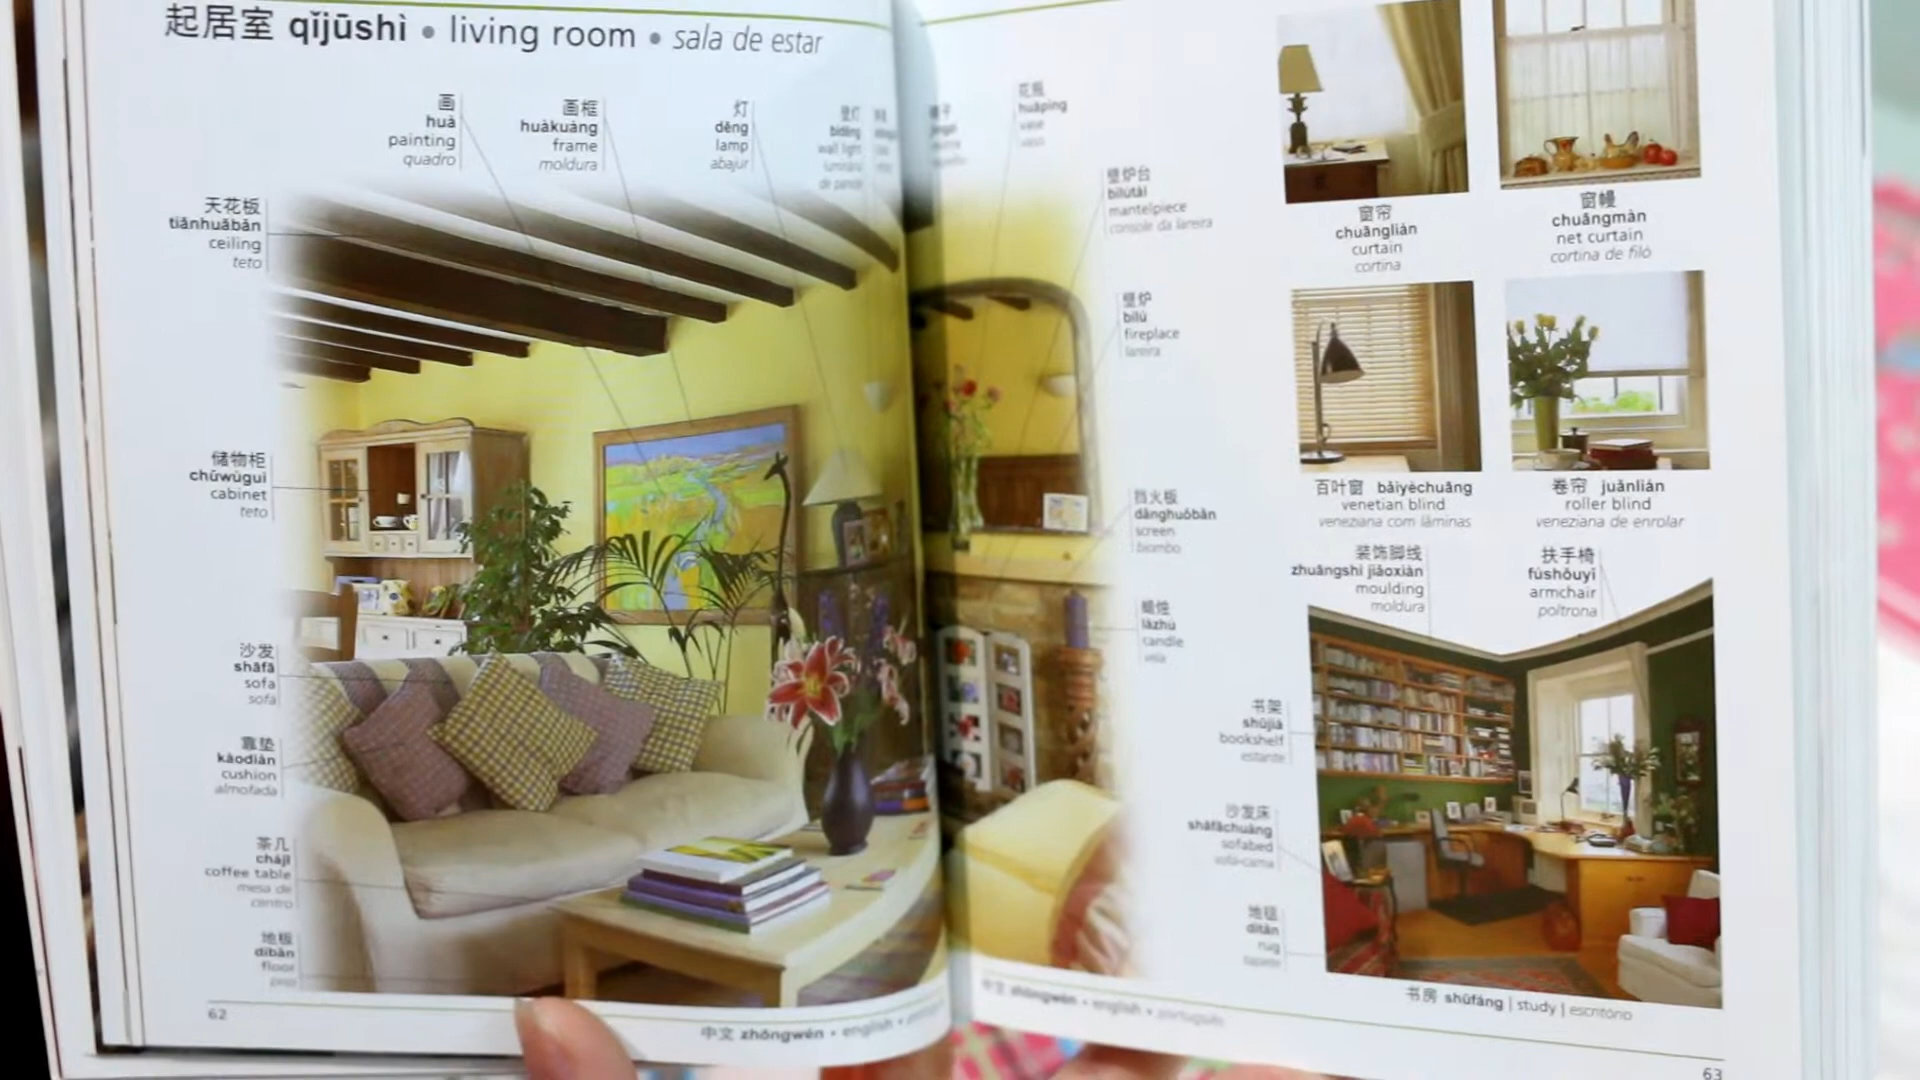 起居室 qǐjūshì • living room • sala de estar
画
huà
painting
quadro
画框
huàkuàng
frame
moldura
灯
dēng
lamp
abajur
壁灯
bìdēng
wall light
天花板
tiānhuābǎn
ceiling
teto
储物柜
chǔwùguì
cabinet
teto
沙发
shāfā
sofa
sofa
靠垫
kàodiàn
cushion
almofada
茶几
chájī
coffee table
mesa de
centro
地板
dìbǎn
floor
62
中文 zhōngwén • english •
花瓶
huāpíng
vase
壁炉台
bìlútái
mantelpiece
console da lareira
壁炉
bìlú
fireplace
lareira
挡火板
dǎnghuǒbǎn
screen
biombo
蜡烛
làzhú
candle
窗帘
chuānglián
curtain
cortina
窗幔
chuāngmàn
net curtain
cortina de filó
百叶窗 bǎiyèchuāng
venetian blind
veneziana com lâminas
卷帘 juǎnlián
roller blind
veneziana de enrolar
装饰脚线
zhuāngshì jiǎoxiàn
moulding
moldura
扶手椅
fúshǒuyǐ
armchair
poltrona
书架
shūjià
bookshelf
estante
沙发床
shāfāchuáng
sofabed
sofá-cama
地毯
dìtǎn
rug
tapete
书房 shūfáng | study | escritório
中文 zhōngwén • english • português
63